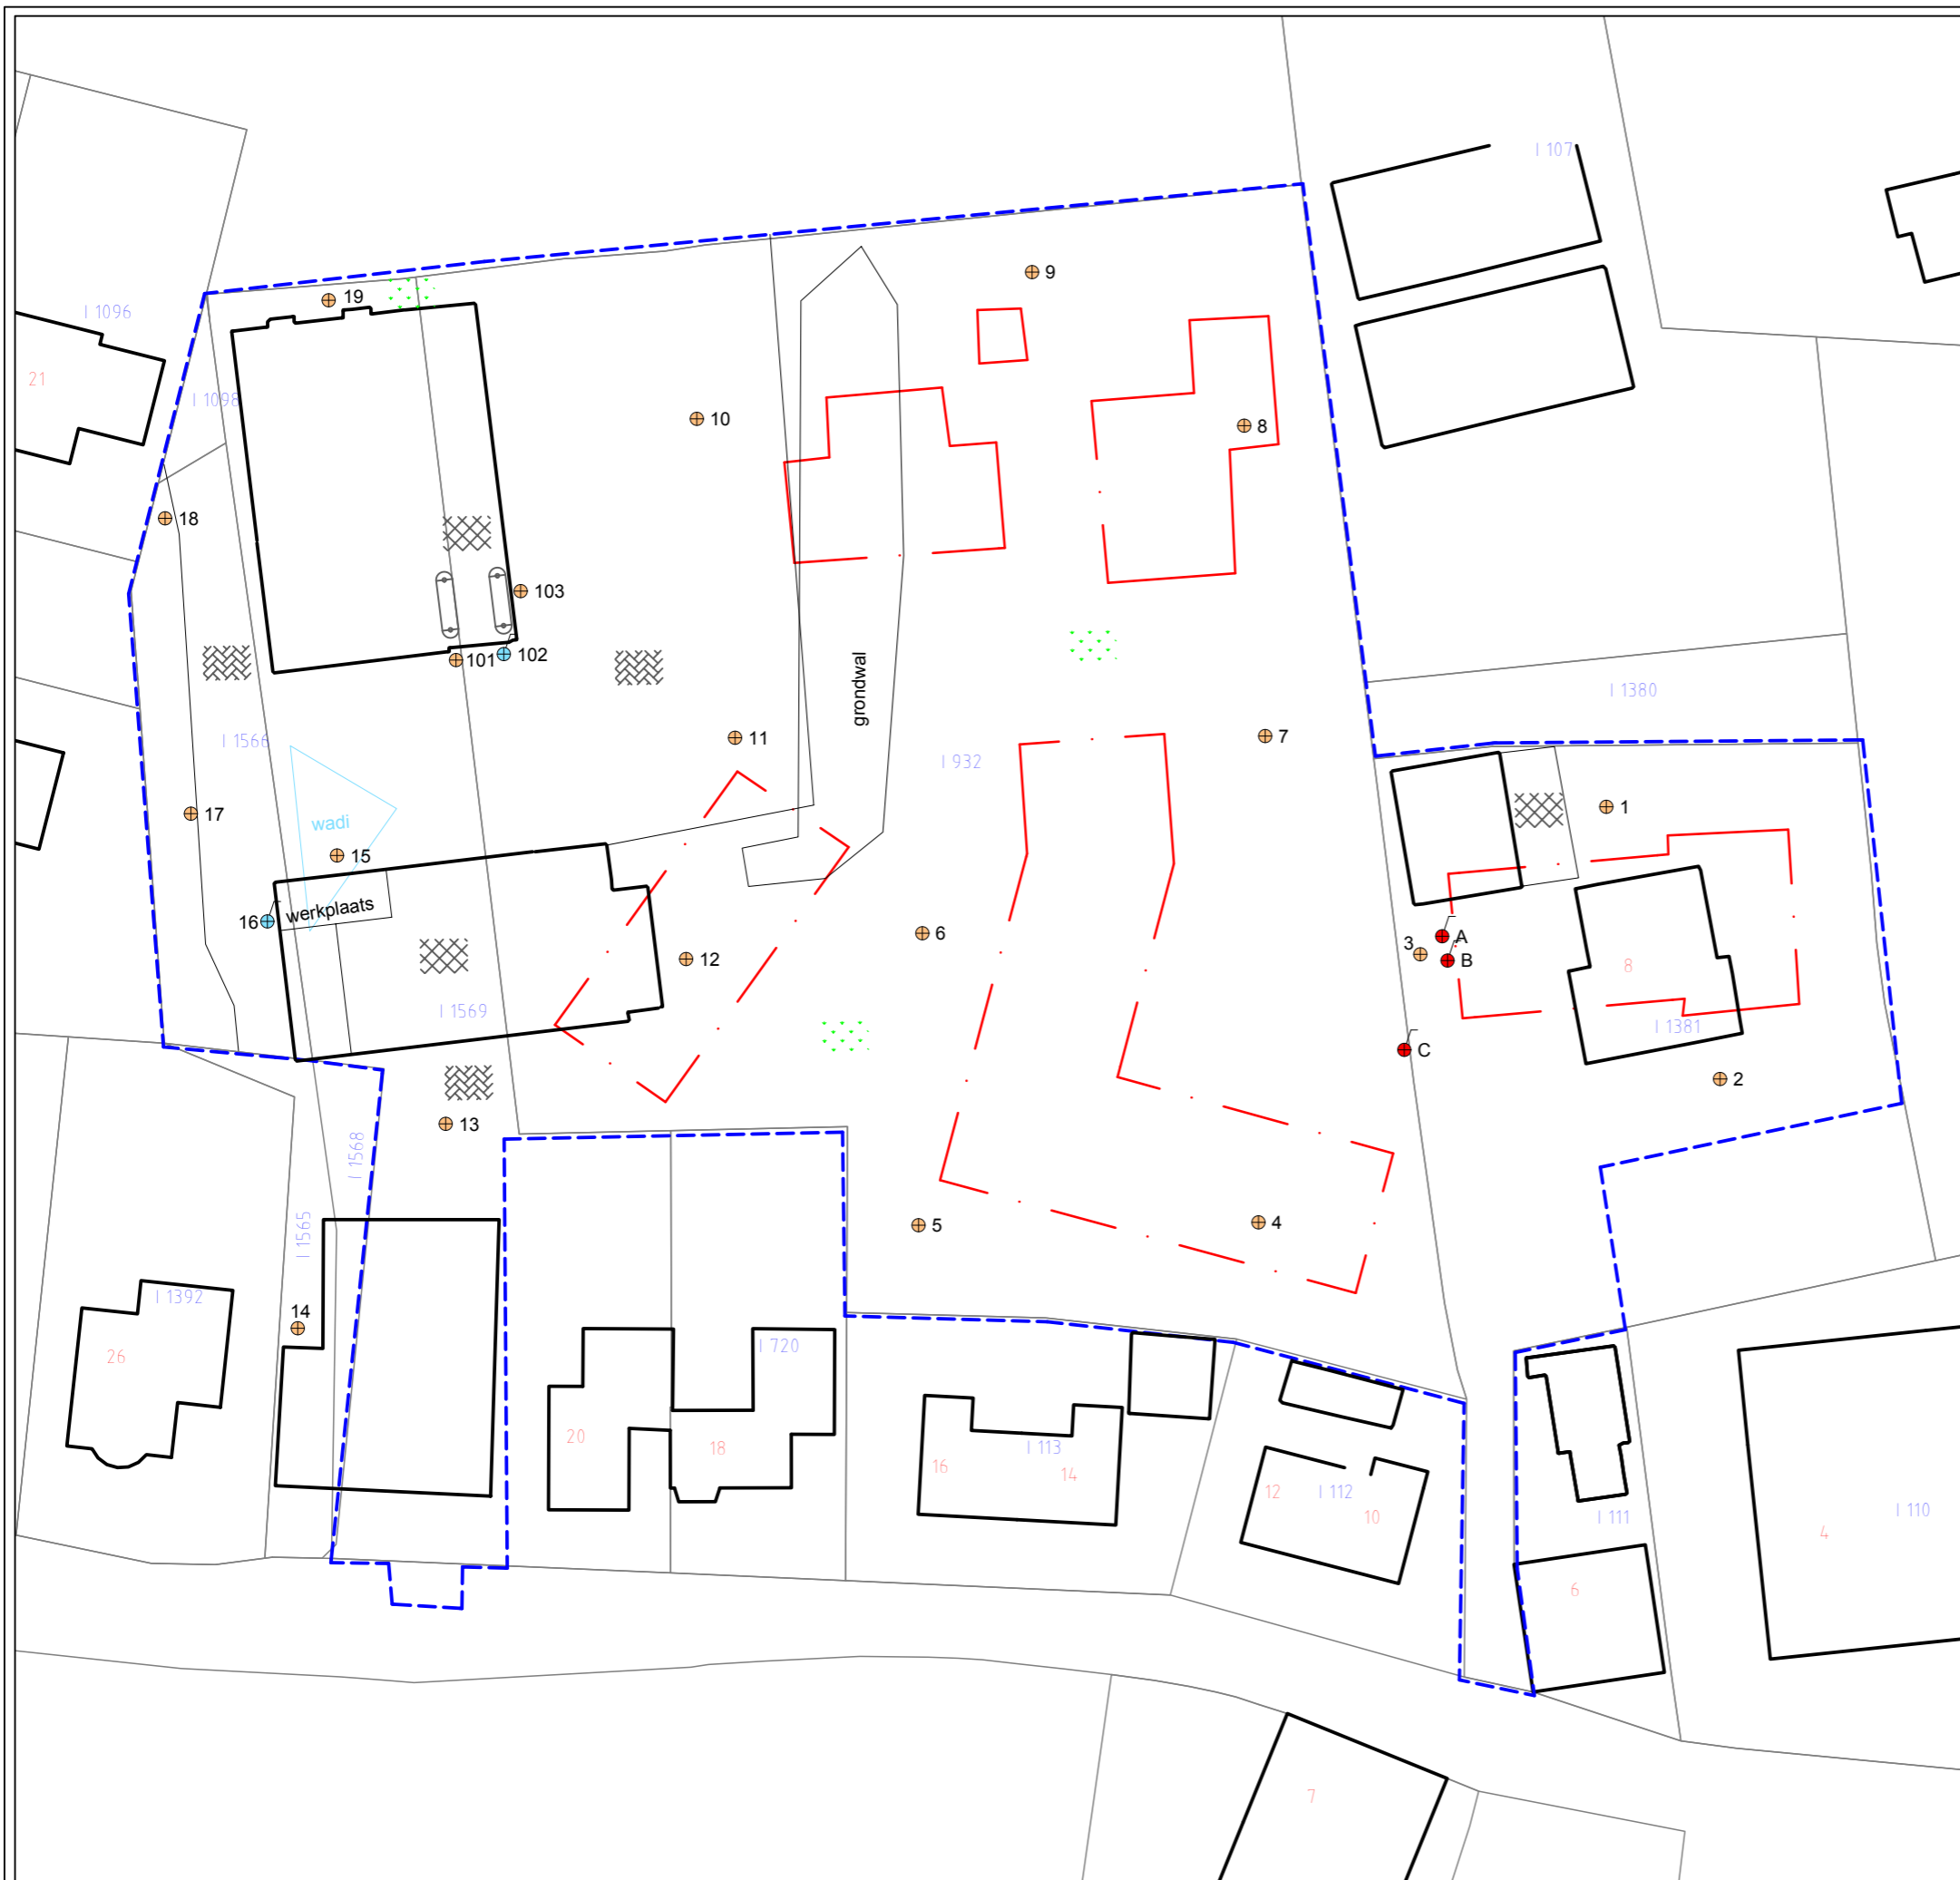 I 107
9
19
I 1096
21
I 1098
10
8
18
103
102
101
grondwal
I 1380
I 1566
11
7
I 932
1
17
wadi
15
werkplaats
16
6
12
3
A
B
8
I 1569
I 1381
C
2
13
I 1568
I 1565
5
4
I 1392
14
26
I 720
20
18
I 113
16
14
12
I 112
10
I 111
I 110
4
6
7